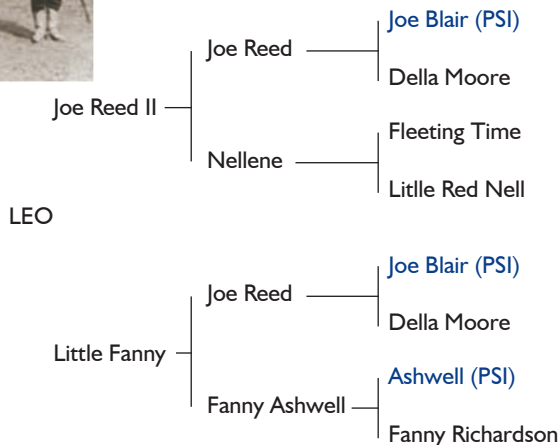 Joe Blair (PSI)
Joe Reed
Della Moore
Joe Reed II
Fleeting Time
Nellene
Litlle Red Nell
LEO
Joe Blair (PSI)
Joe Reed
Della Moore
Little Fanny
Ashwell (PSI)
Fanny Ashwell
Fanny Richardson